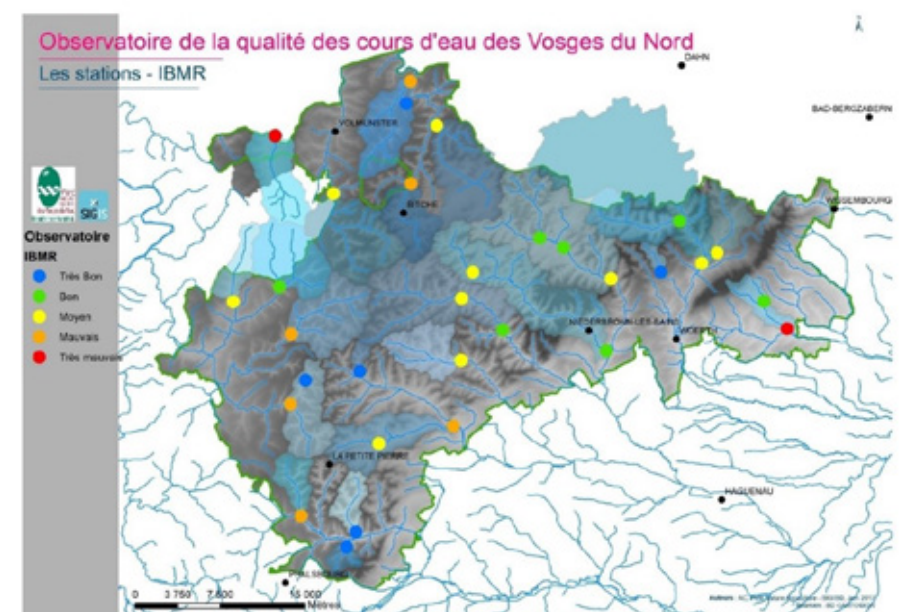 Observatoire de la qualité des cours d'eau des Vosges du Nord
Les stations - IBMR
DAHN
BAD-BERGZABERN
VOLMUNSTER
WISSEMBOURG
BITCHE
SIG
Observatoire
IBMR
Très Bon
Bon
Moyen
Mauvais
Très mauvais
NIEDERBRONN-LES-BAINS
WOERTH
LA PETITE PIERRE
HAGUENAU
0 3 750 7 500 15 000
Mètres